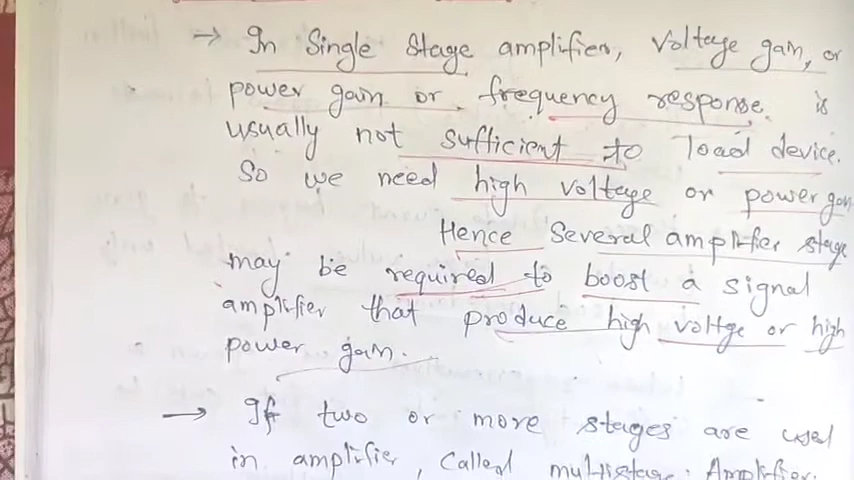 → In Single Stage amplifier, voltage gain, or
power gain or frequency response is
usually not sufficient to load device.
So we need high voltage or power gain
Hence Several amplifier stage
may be required to boost a signal
amplifier that produce high voltge or high
power gain.
→ If two or more stages are used
in amplifier, called multistage Amplifier.